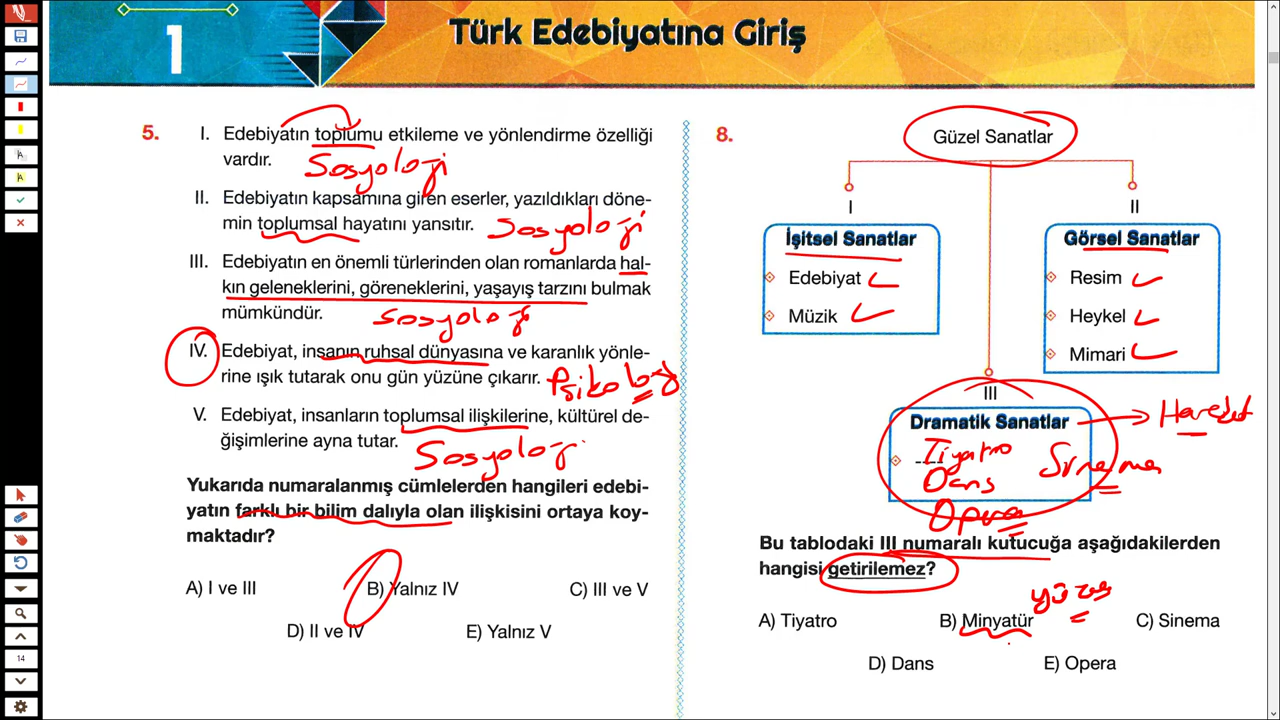 1
Türk Edebiyatına Giriş
5.
I. Edebiyatın toplumu etkileme ve yönlendirme özelliği
vardır. Sosyoloji
II. Edebiyatın kapsamına giren eserler, yazıldıkları döne-
min toplumsal hayatını yansıtır. Sosyoloji
III. Edebiyatın en önemli türlerinden olan romanlarda hal-
kın geleneklerini, göreneklerini, yaşayış tarzını bulmak
mümkündür. Sosyoloji
IV. Edebiyat, insanın ruhsal dünyasına ve karanlık yönle-
rine ışık tutarak onu gün yüzüne çıkarır. Psikoloji
V. Edebiyat, insanların toplumsal ilişkilerine, kültürel de-
ğişimlerine ayna tutar. Sosyoloji
Yukarıda numaralanmış cümlelerden hangileri edebi-
yatın farklı bir bilim dalıyla olan ilişkisini ortaya koy-
maktadır?
A) I ve III B) Yalnız IV C) III ve V
D) II ve IV E) Yalnız V
8.
Güzel Sanatlar
I
İşitsel Sanatlar
Edebiyat
Müzik
II
Görsel Sanatlar
Resim
Heykel
Mimari
III
Dramatik Sanatlar Hareket
---- Tiyatro Sinema
Dans
Opera
Bu tablodaki III numaralı kutucuğa aşağıdakilerden
hangisi getirilemez?
yüzey
A) Tiyatro B) Minyatür C) Sinema
D) Dans E) Opera
14